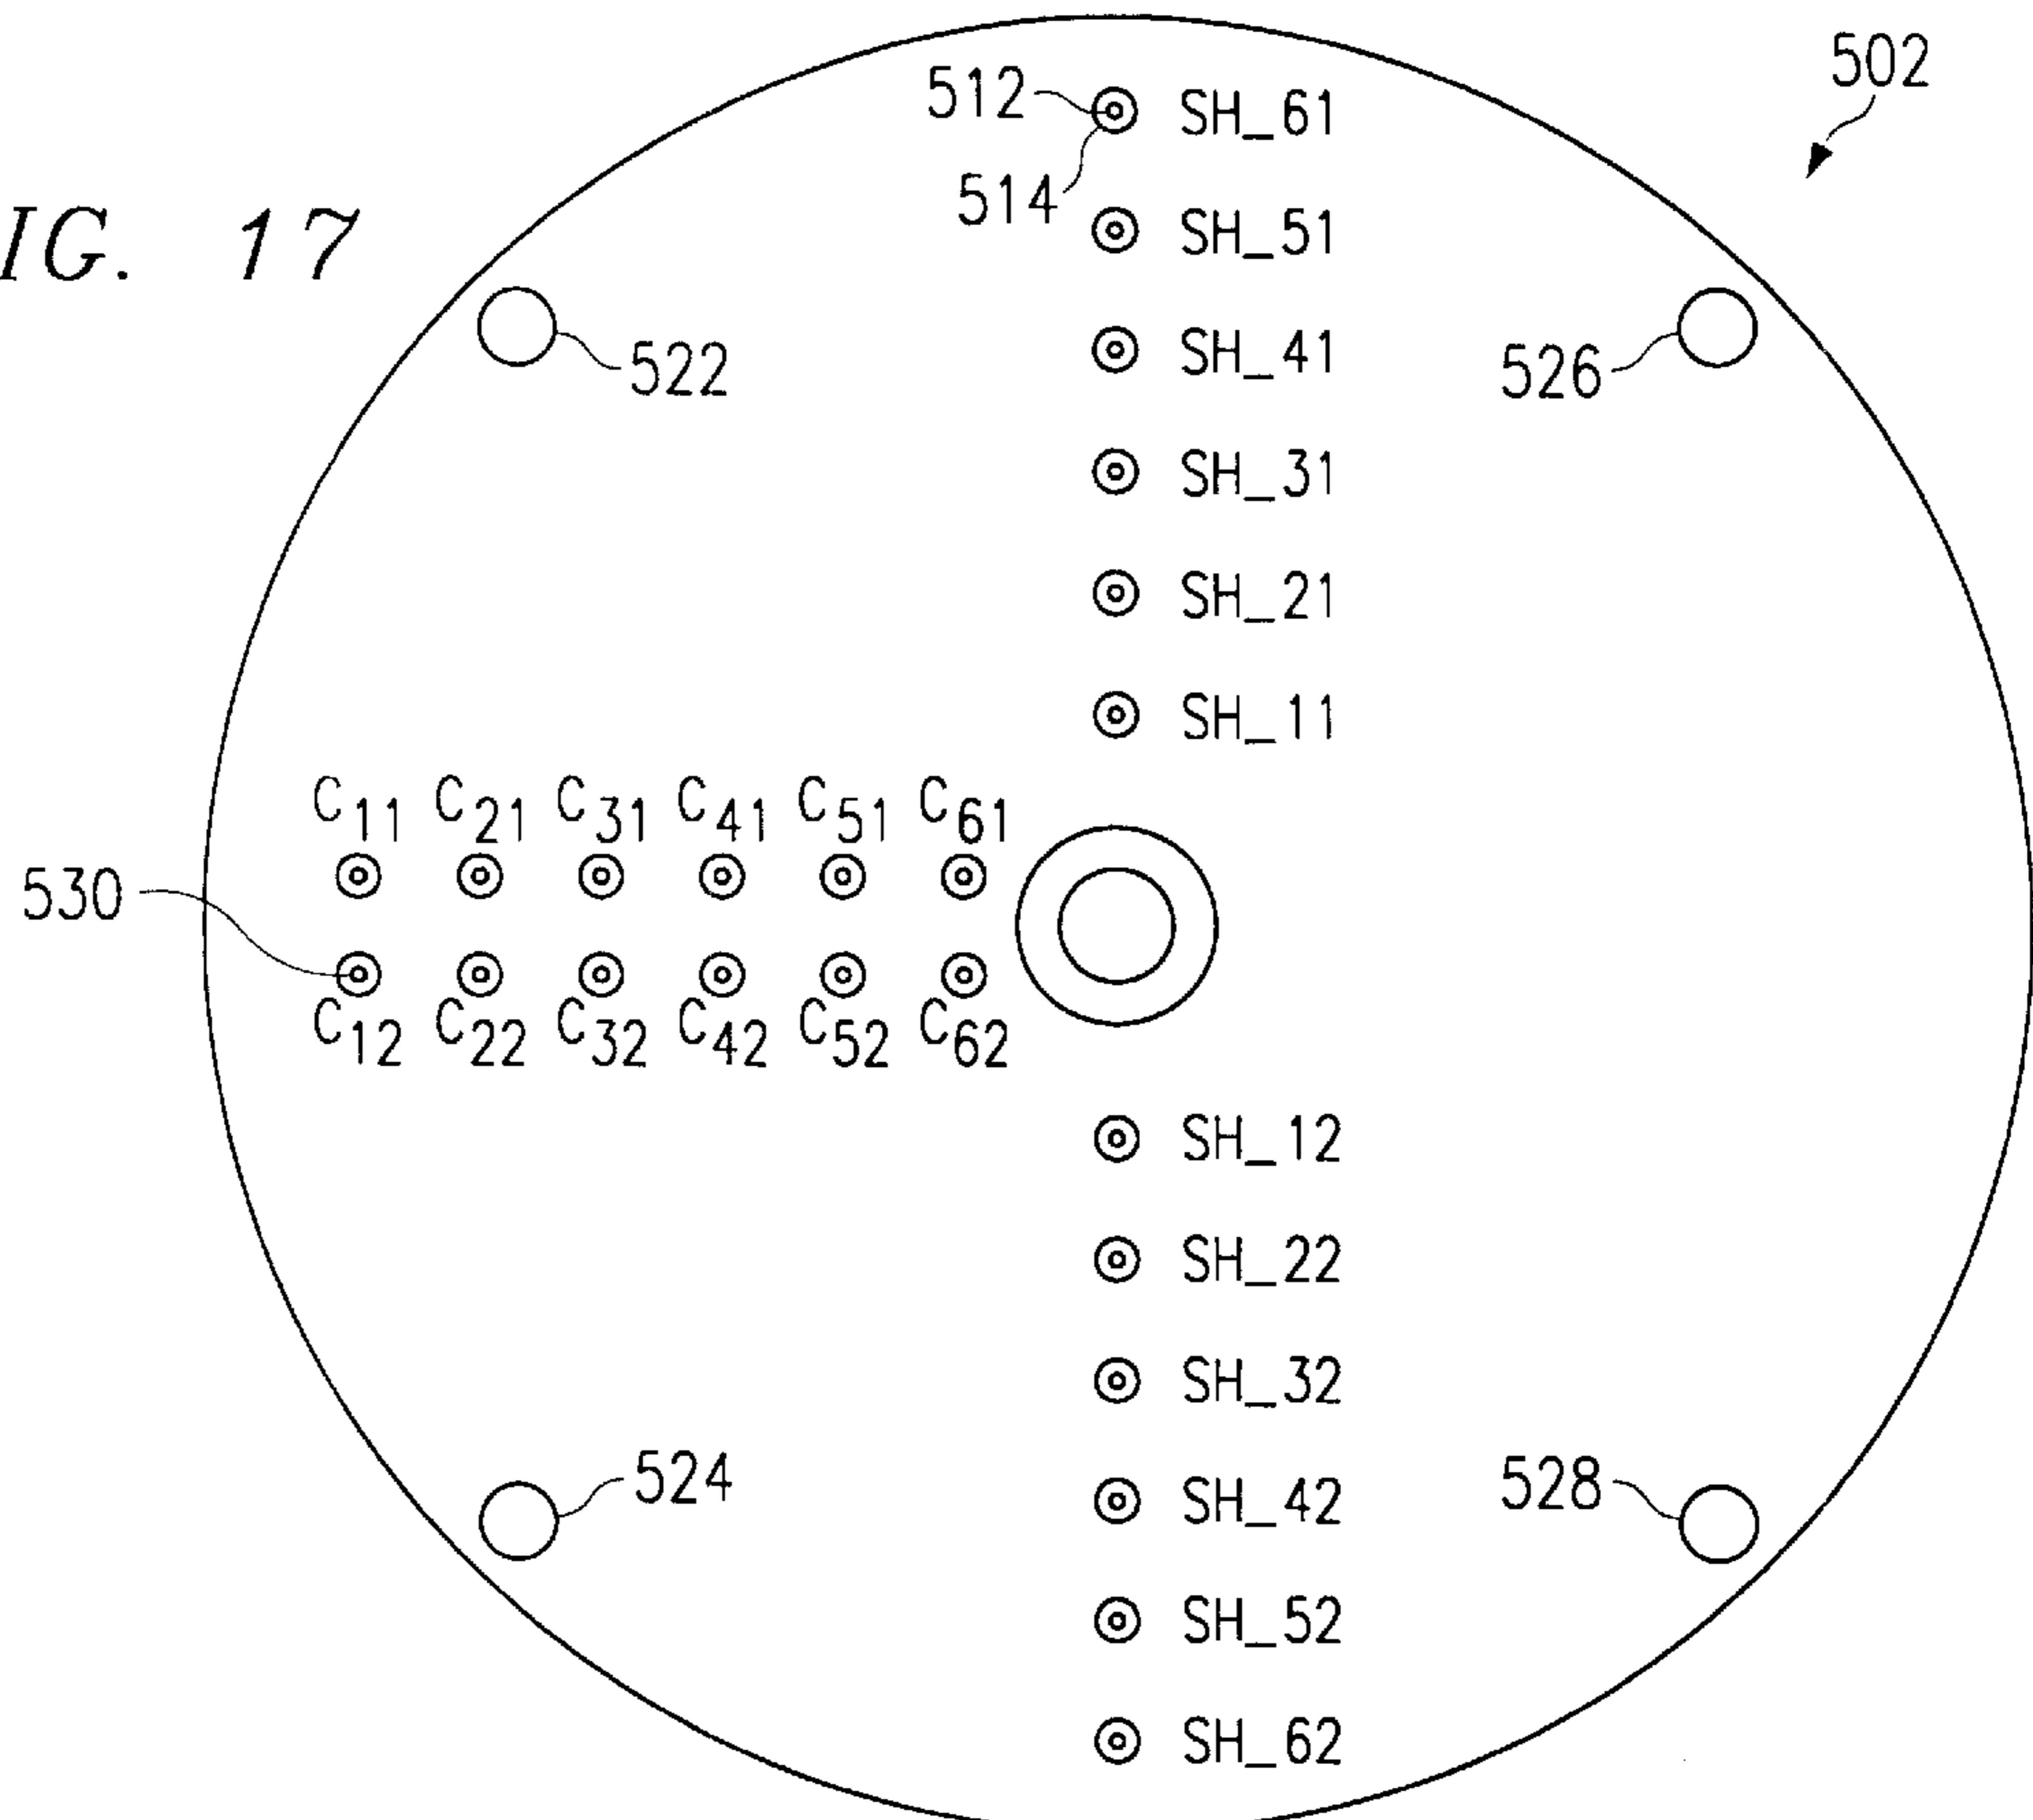 502
512 SH_61
514 SH_51
IG. 17
522 SH_41 526
SH_31
SH_21
SH_11
C11 C21 C31 C41 C51 C61
530
C12 C22 C32 C42 C52 C62
SH_12
SH_22
SH_32
524 SH_42 528
SH_52
SH_62